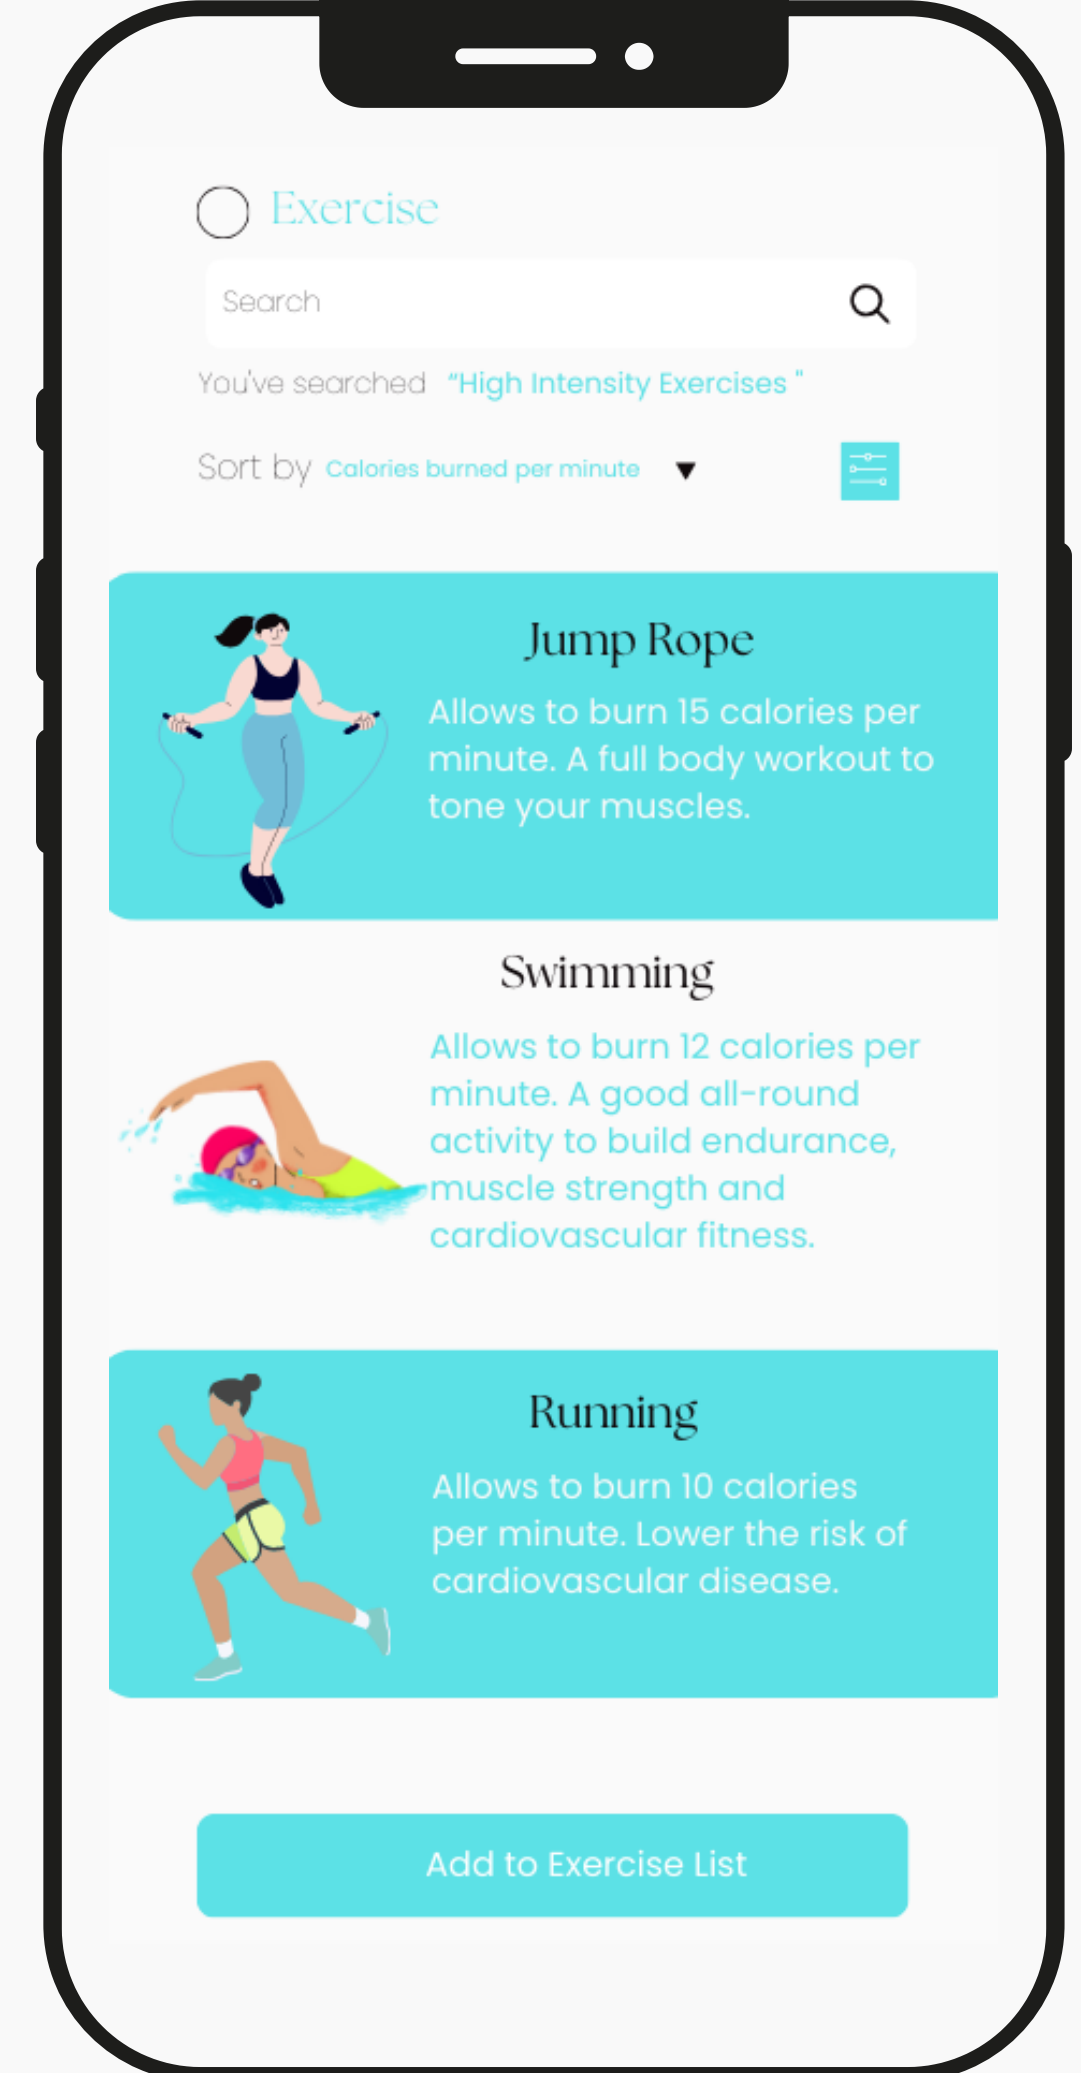 Exercise
Search
You've searched “High Intensity Exercises "
Sort by Calories burned per minute
Jump Rope
Allows to burn 15 calories per
minute. A full body workout to
tone your muscles.
Swimming
Allows to burn 12 calories per
minute. A good all-round
activity to build endurance,
muscle strength and
cardiovascular fitness.
Running
Allows to burn 10 calories
per minute. Lower the risk of
cardiovascular disease.
Add to Exercise List